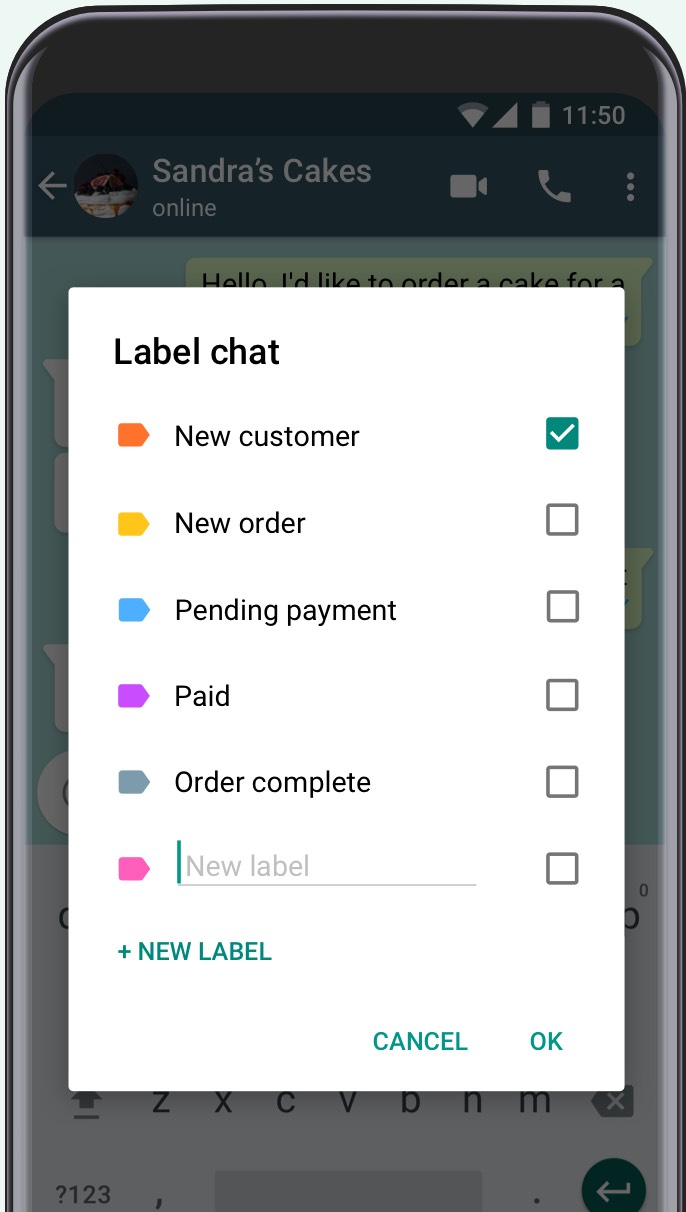 11:50
Sandra’s Cakes
online
Hello, I'd like to order a cake for a
Label chat
New customer
New order
Pending payment
Paid
Order complete
New label
+ NEW LABEL
CANCEL
OK
0
z x c v b n m
?123 , .